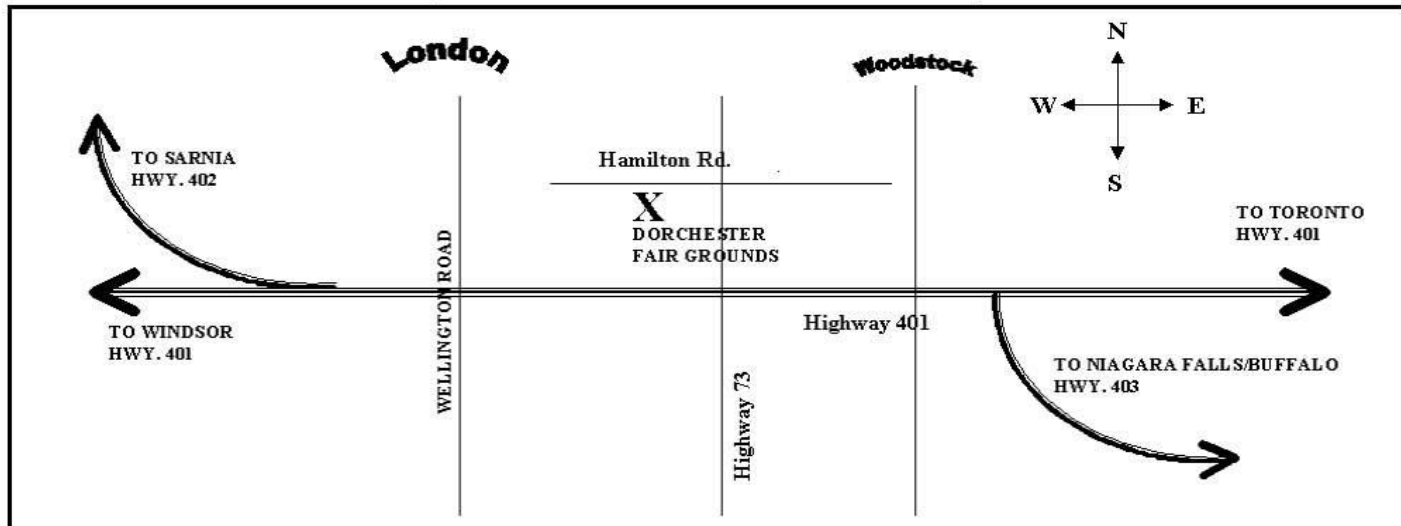 London
Woodstock
N
W
E
S
TO SARNIA
HWY. 402
Hamilton Rd.
X
DORCHESTER
FAIR GROUNDS
TO TORONTO
HWY. 401
WELLINGTON ROAD
TO WINDSOR
HWY. 401
Highway 401
Highway 73
TO NIAGARA FALLS/BUFFALO
HWY. 403